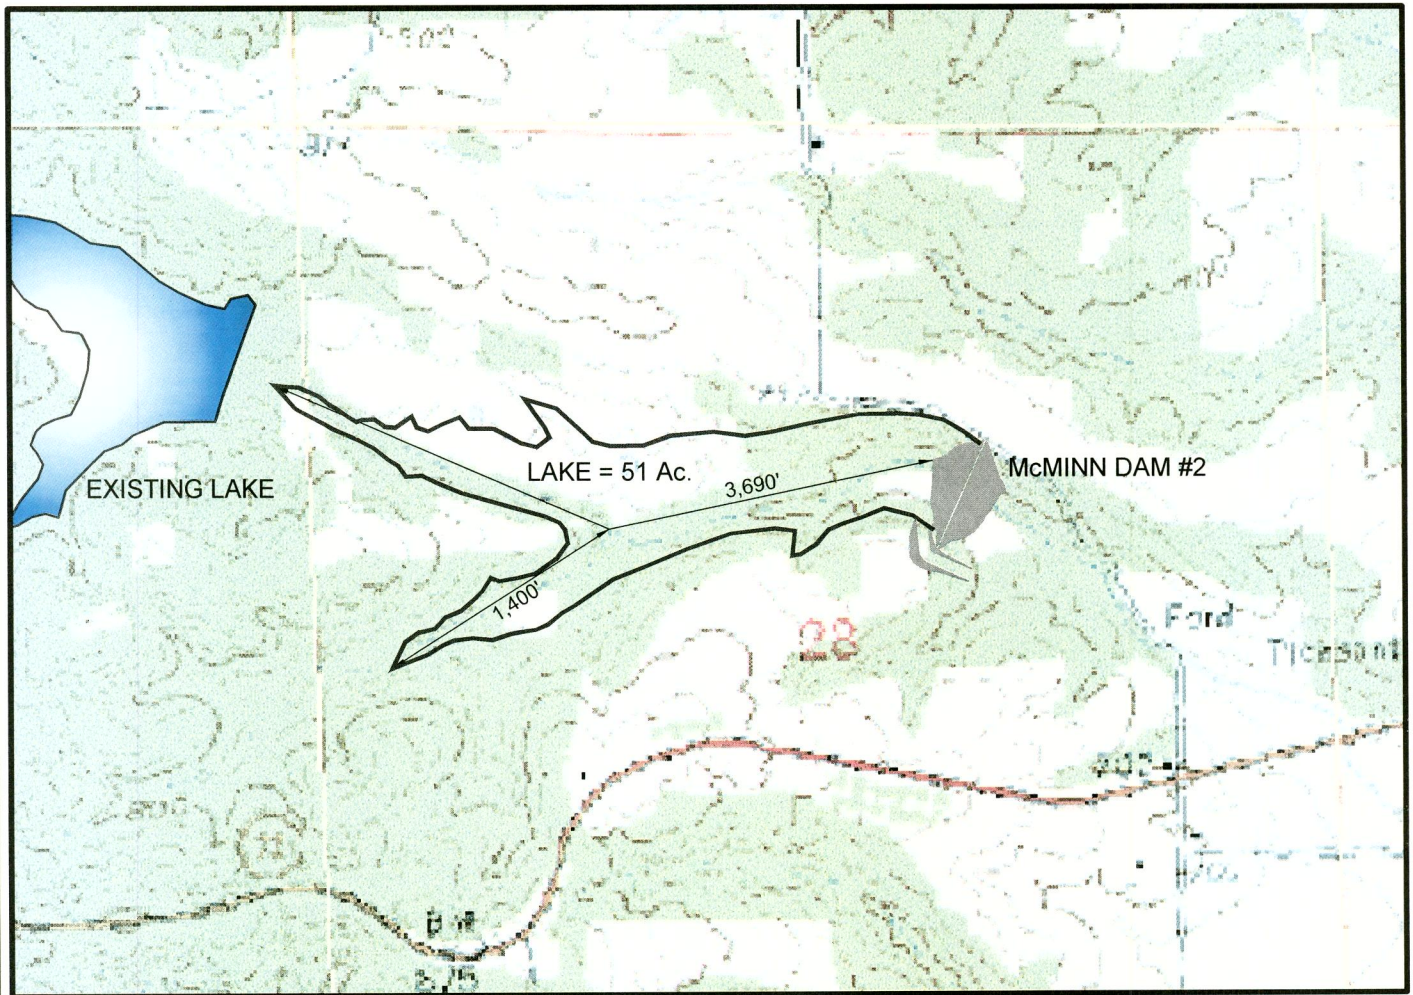 LAKE = 51 Ac.
McMINN DAM #2
3,690'
EXISTING LAKE
1,400'
28
Ford